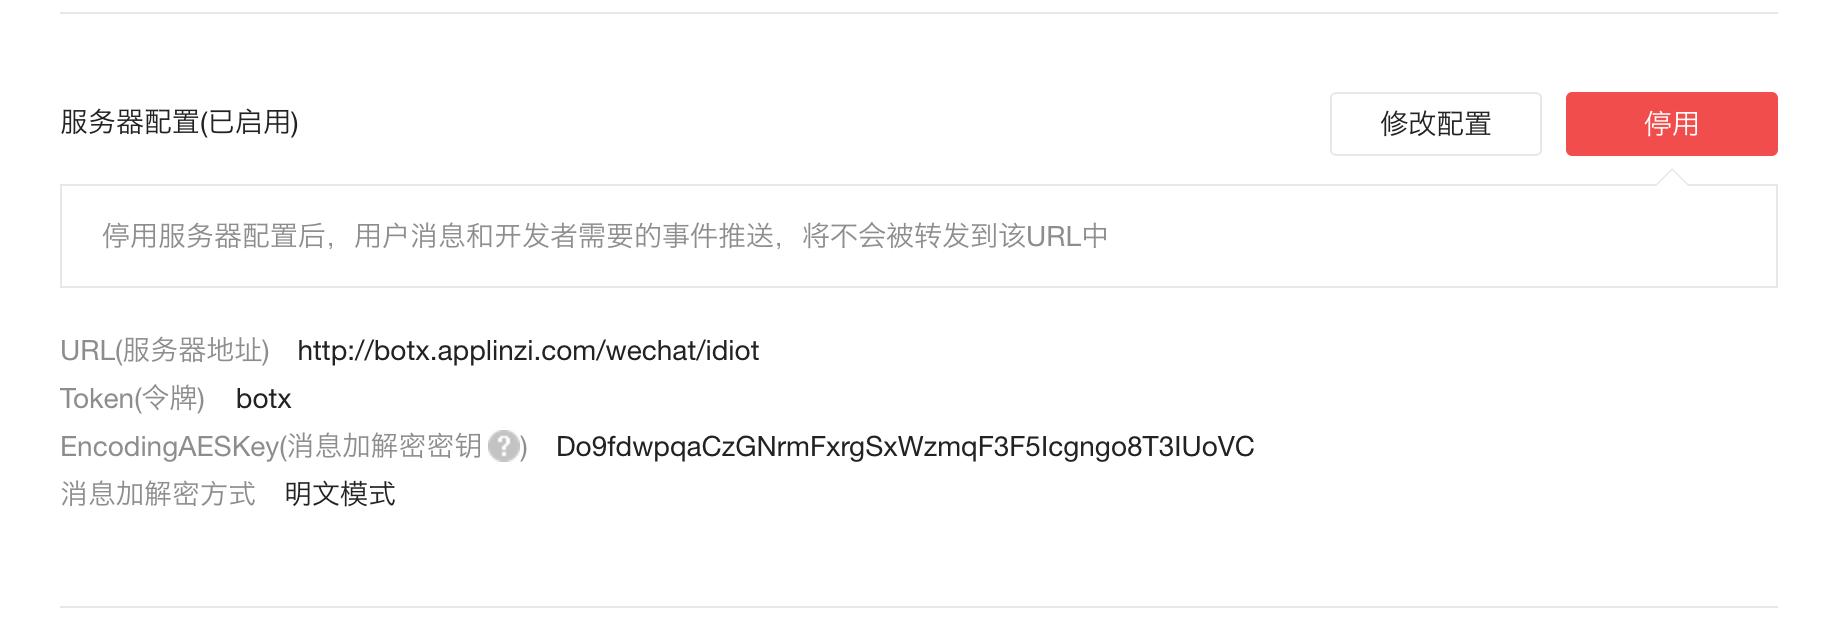 服务器配置(已启用)
修改配置
停用
停用服务器配置后，用户消息和开发者需要的事件推送，将不会被转发到该URL中
URL(服务器地址) http://botx.applinzi.com/wechat/idiot
Token(令牌) botx
EncodingAESKey(消息加解密密钥 ?) Do9fdwpqaCzGNrmFxrgSxWzmqF3F5Icgngo8T3IUoVC
消息加解密方式 明文模式